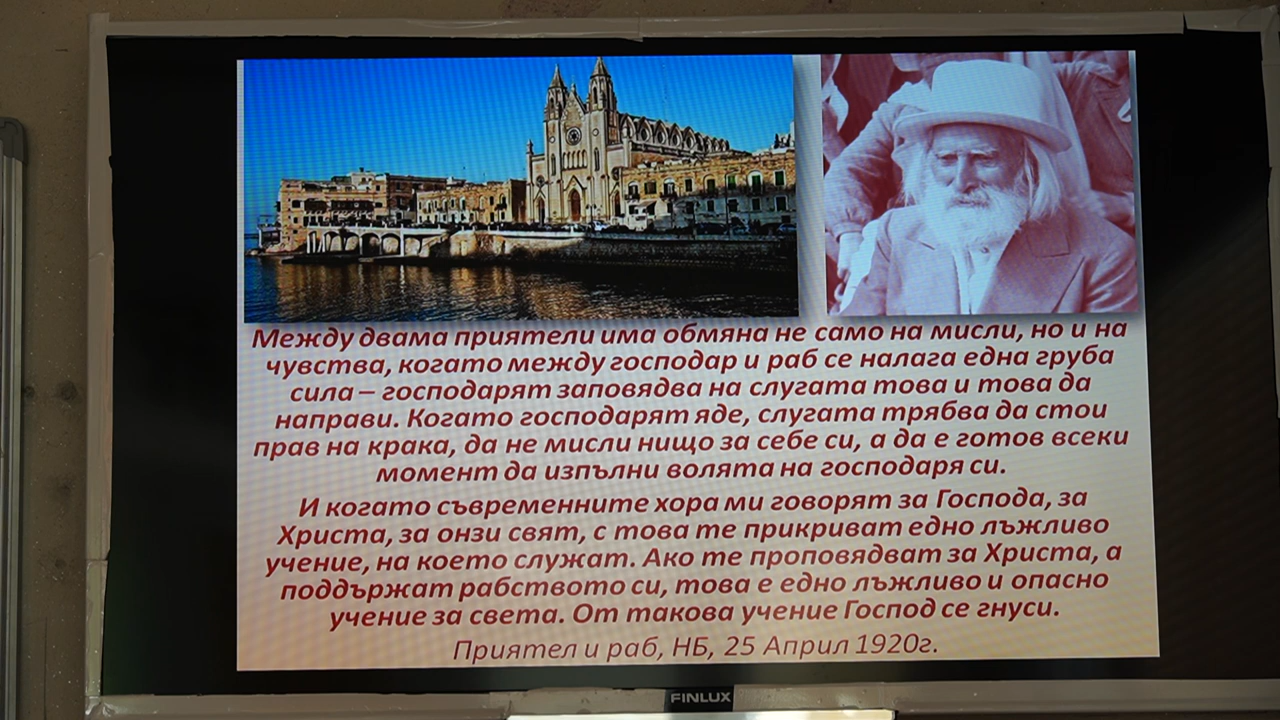 Между двама приятели има обмяна не само на мисли, но и на
чувства, когато между господар и раб се налага една груба
сила – господарят заповядва на слугата това и това да
направи. Когато господарят яде, слугата трябва да стои
прав на крака, да не мисли нищо за себе си, а да е готов всеки
момент да изпълни волята на господаря си.
И когато съвременните хора ми говорят за Господа, за
Христа, за онзи свят, с това те прикриват едно лъжливо
учение, на което служат. Ако те проповядват за Христа, а
поддържат рабството си, това е едно лъжливо и опасно
учение за света. От такова учение Господ се гнуси.
Приятел и раб, НБ, 25 Април 1920г.
FINLUX